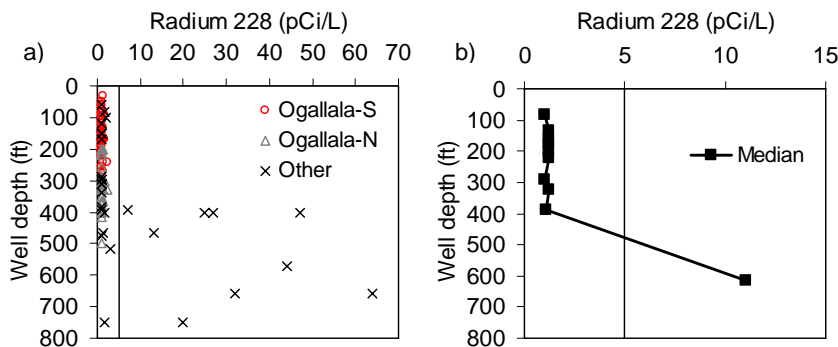 Radium 228 (pCi/L)
a)
0 10 20 30 40 50 60 70
Well depth (ft)
0
100
200
300
400
500
600
700
800
Ogallala-S
Ogallala-N
Other
Radium 228 (pCi/L)
b)
0 5 10 15
Well depth (ft)
0
100
200
300
400
500
600
700
800
Median